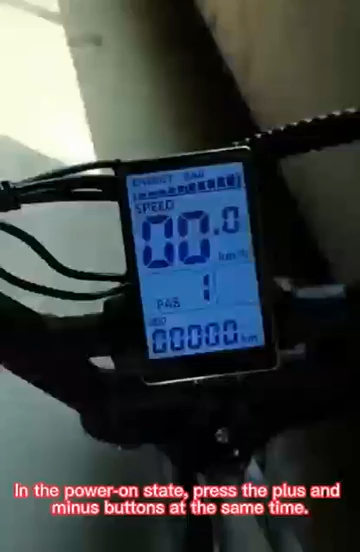 ENERGY BAR
SPEED
00.0
km/h
1
PAS
00000 km
In the power-on state, press the plus and
minus buttons at the same time.